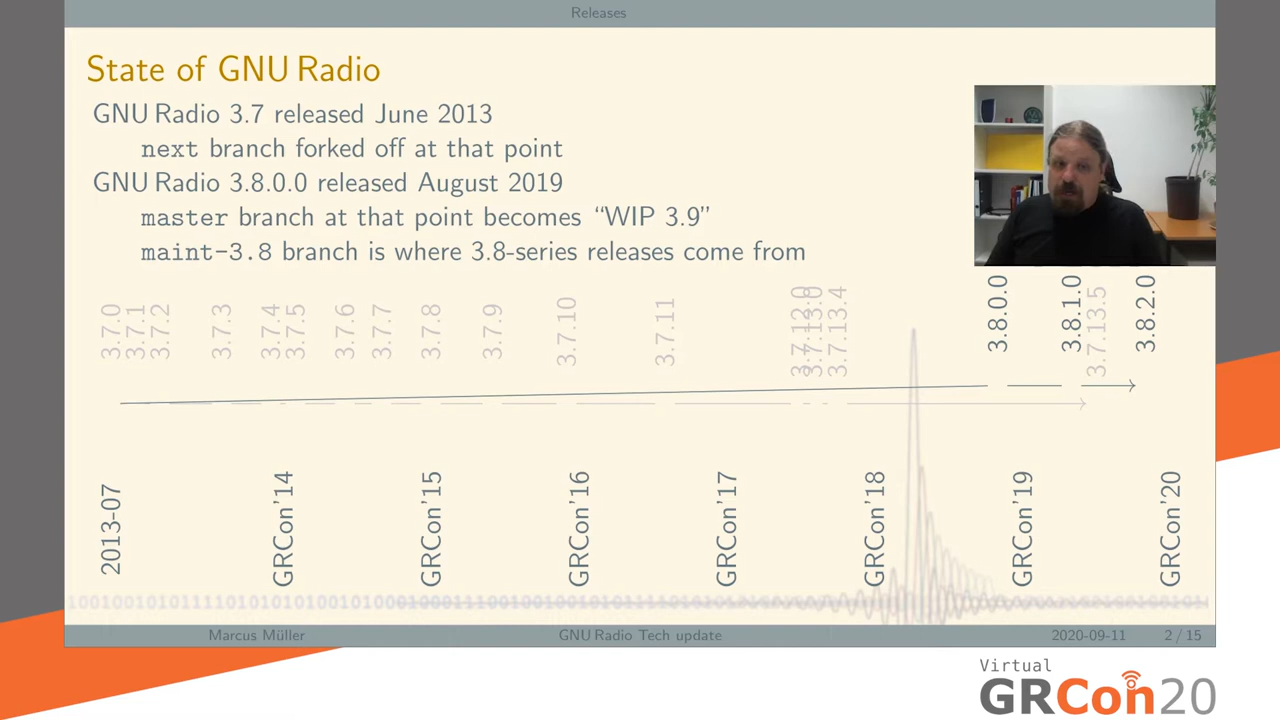 Releases
State of GNU Radio
GNU Radio 3.7 released June 2013
next branch forked off at that point
GNU Radio 3.8.0.0 released August 2019
master branch at that point becomes “WIP 3.9”
maint-3.8 branch is where 3.8-series releases come from
3.7.0
3.7.1
3.7.2
3.7.3
3.7.4
3.7.5
3.7.6
3.7.7
3.7.8
3.7.9
3.7.10
3.7.11
3.7.12.0
3.7.13.0
3.7.13.4
3.8.0.0
3.8.1.0
3.7.13.5
3.8.2.0
2013-07
GRCon'14
GRCon'15
GRCon'16
GRCon'17
GRCon'18
GRCon'19
GRCon'20
Marcus Müller
GNU Radio Tech update
2020-09-11
2 / 15
Virtual
GRCon20